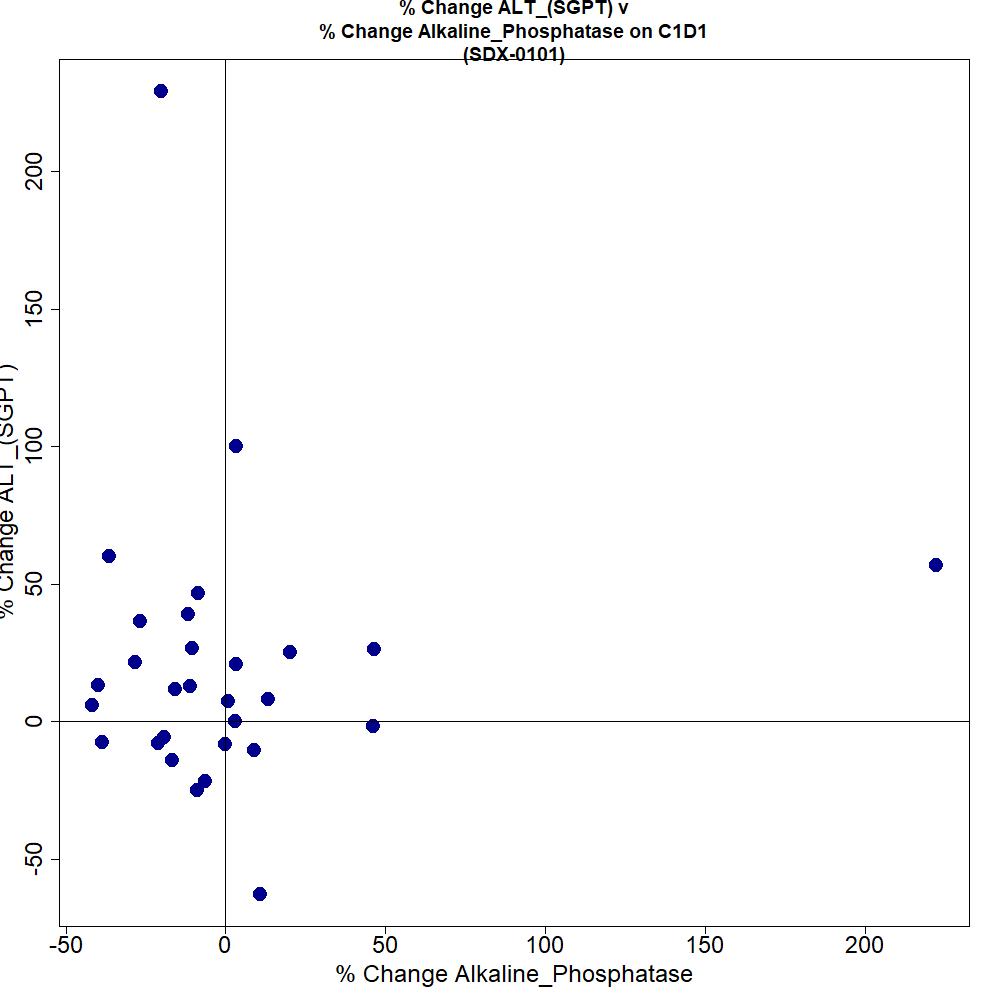 % Change ALT_(SGPT) v
% Change Alkaline_Phosphatase on C1D1
(SDX-0101)
% Change ALT_(SGPT)
200
150
100
50
0
-50
-50 0 50 100 150 200
% Change Alkaline_Phosphatase